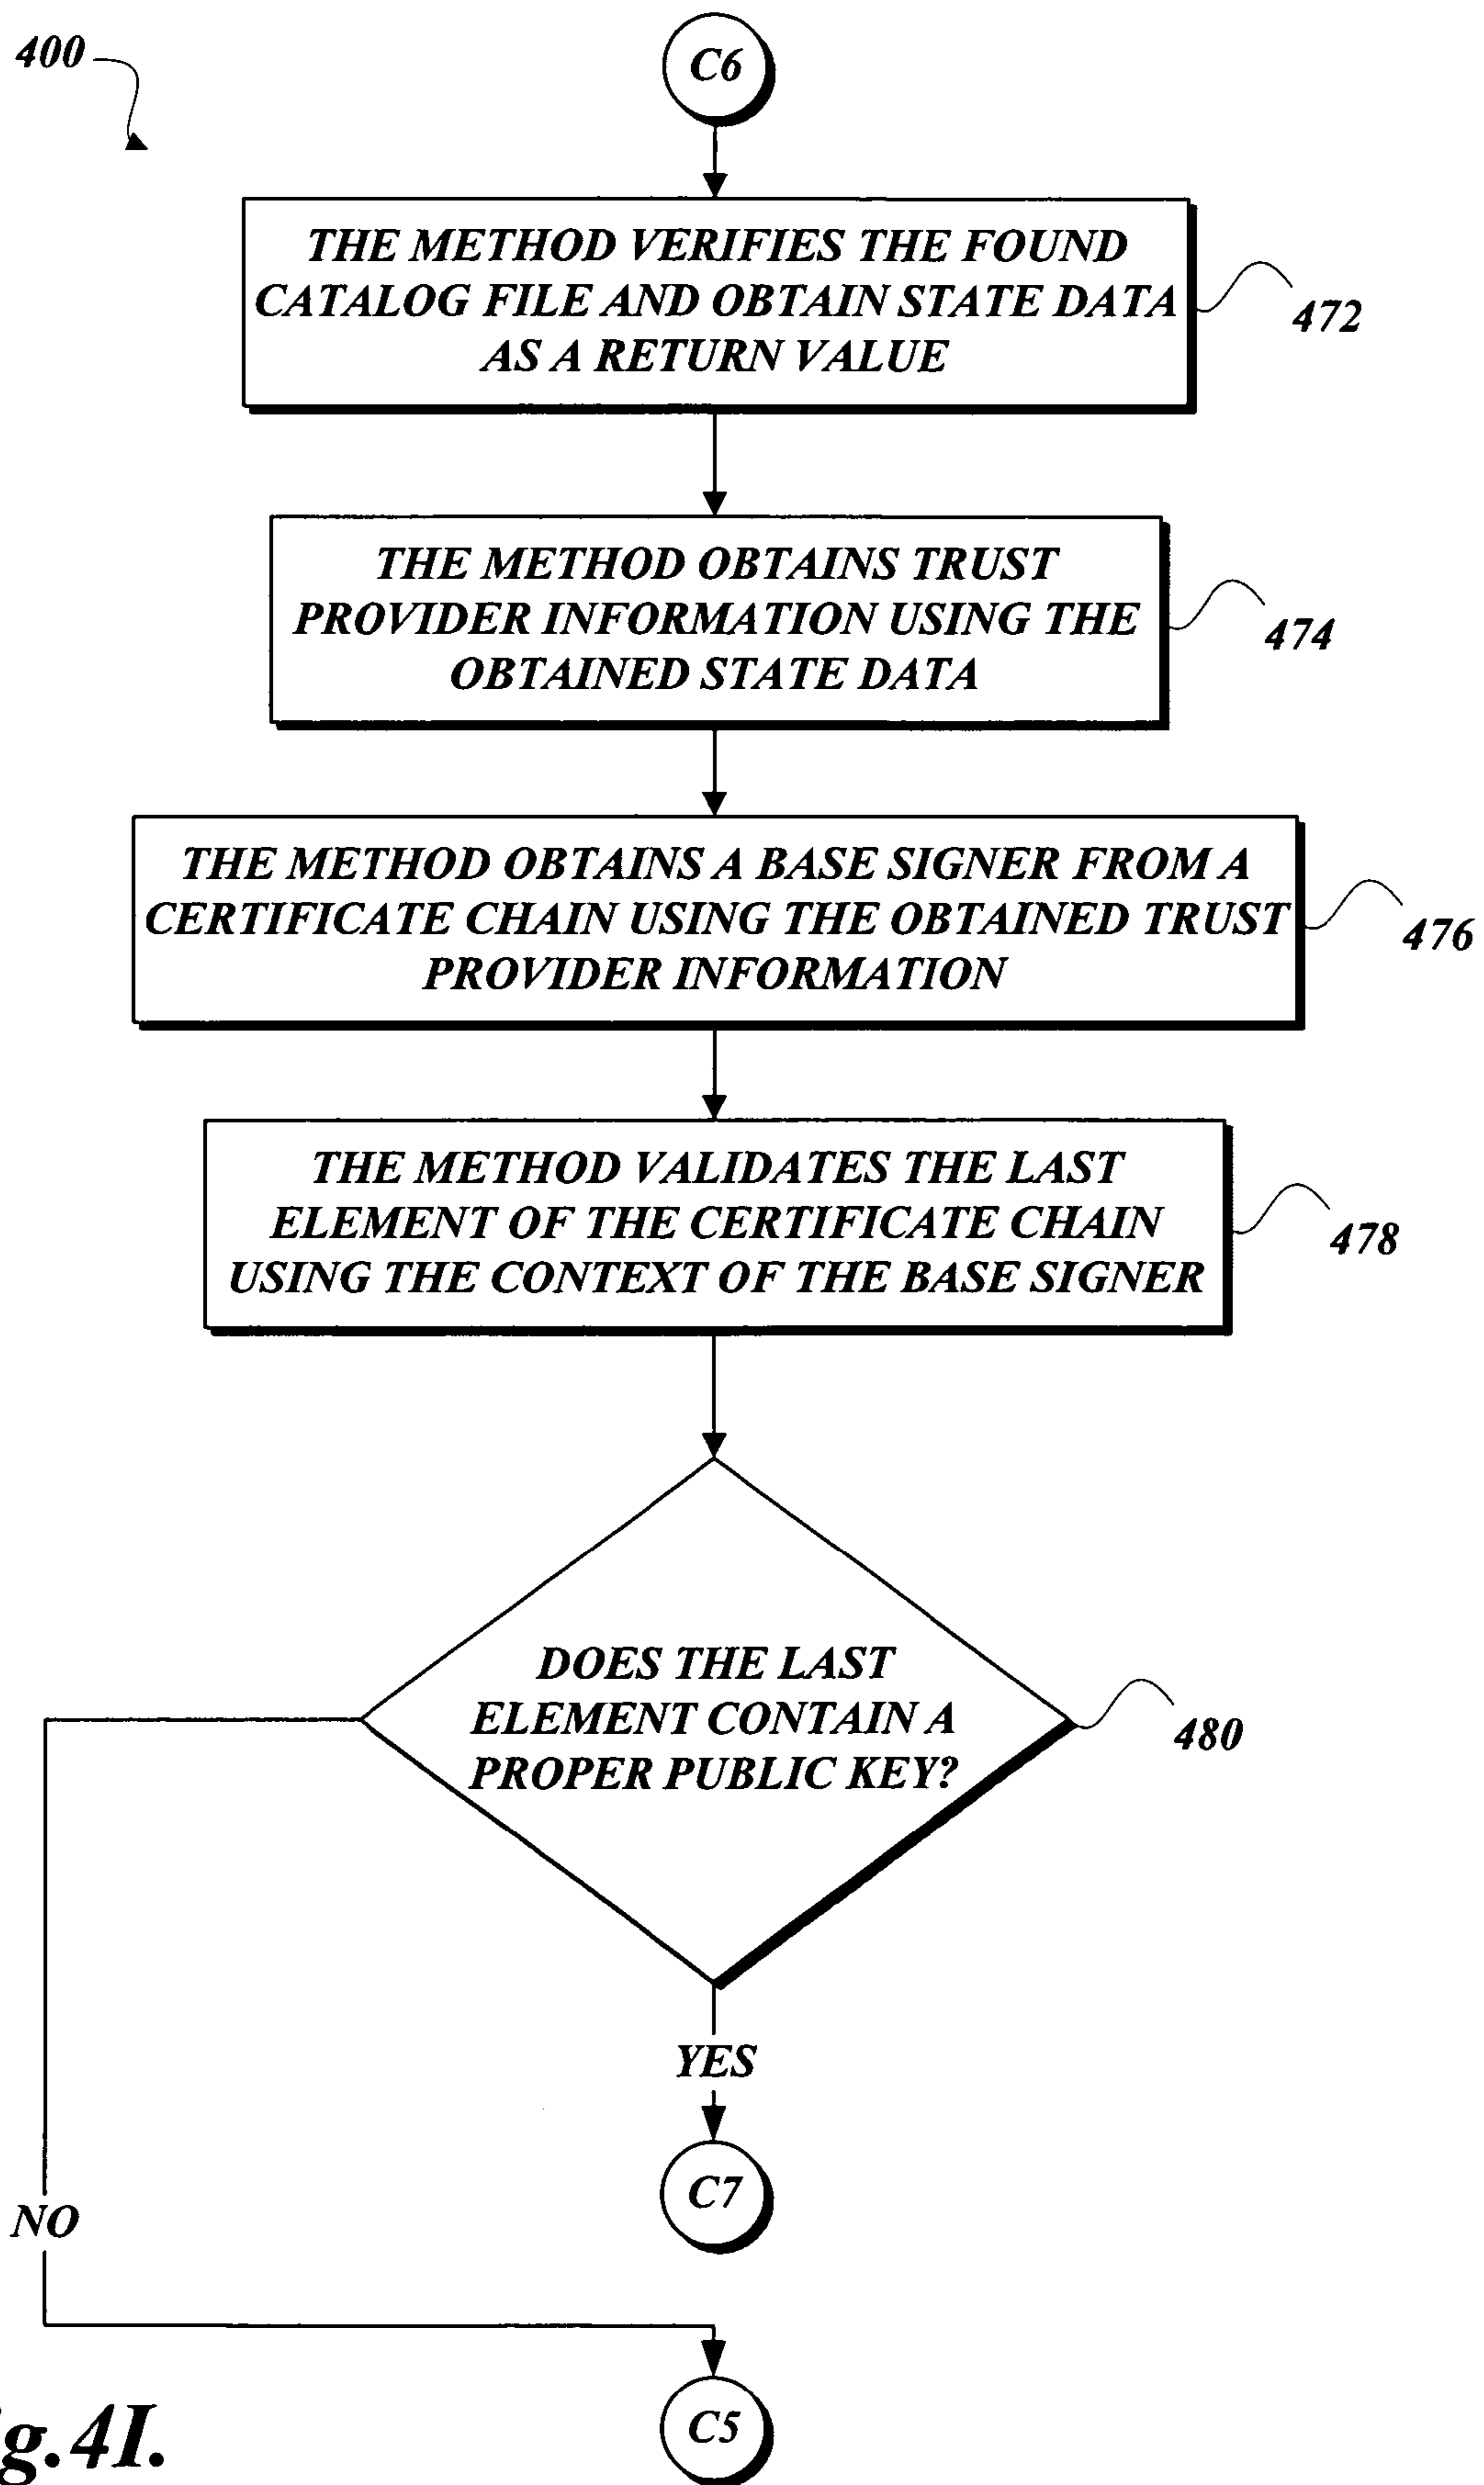 400
C6
THE METHOD VERIFIES THE FOUND
CATALOG FILE AND OBTAIN STATE DATA
AS A RETURN VALUE
472
THE METHOD OBTAINS TRUST
PROVIDER INFORMATION USING THE
OBTAINED STATE DATA
474
THE METHOD OBTAINS A BASE SIGNER FROM A
CERTIFICATE CHAIN USING THE OBTAINED TRUST
PROVIDER INFORMATION
476
THE METHOD VALIDATES THE LAST
ELEMENT OF THE CERTIFICATE CHAIN
USING THE CONTEXT OF THE BASE SIGNER
478
DOES THE LAST
ELEMENT CONTAIN A
PROPER PUBLIC KEY?
480
YES
C7
NO
C5
g.4I.